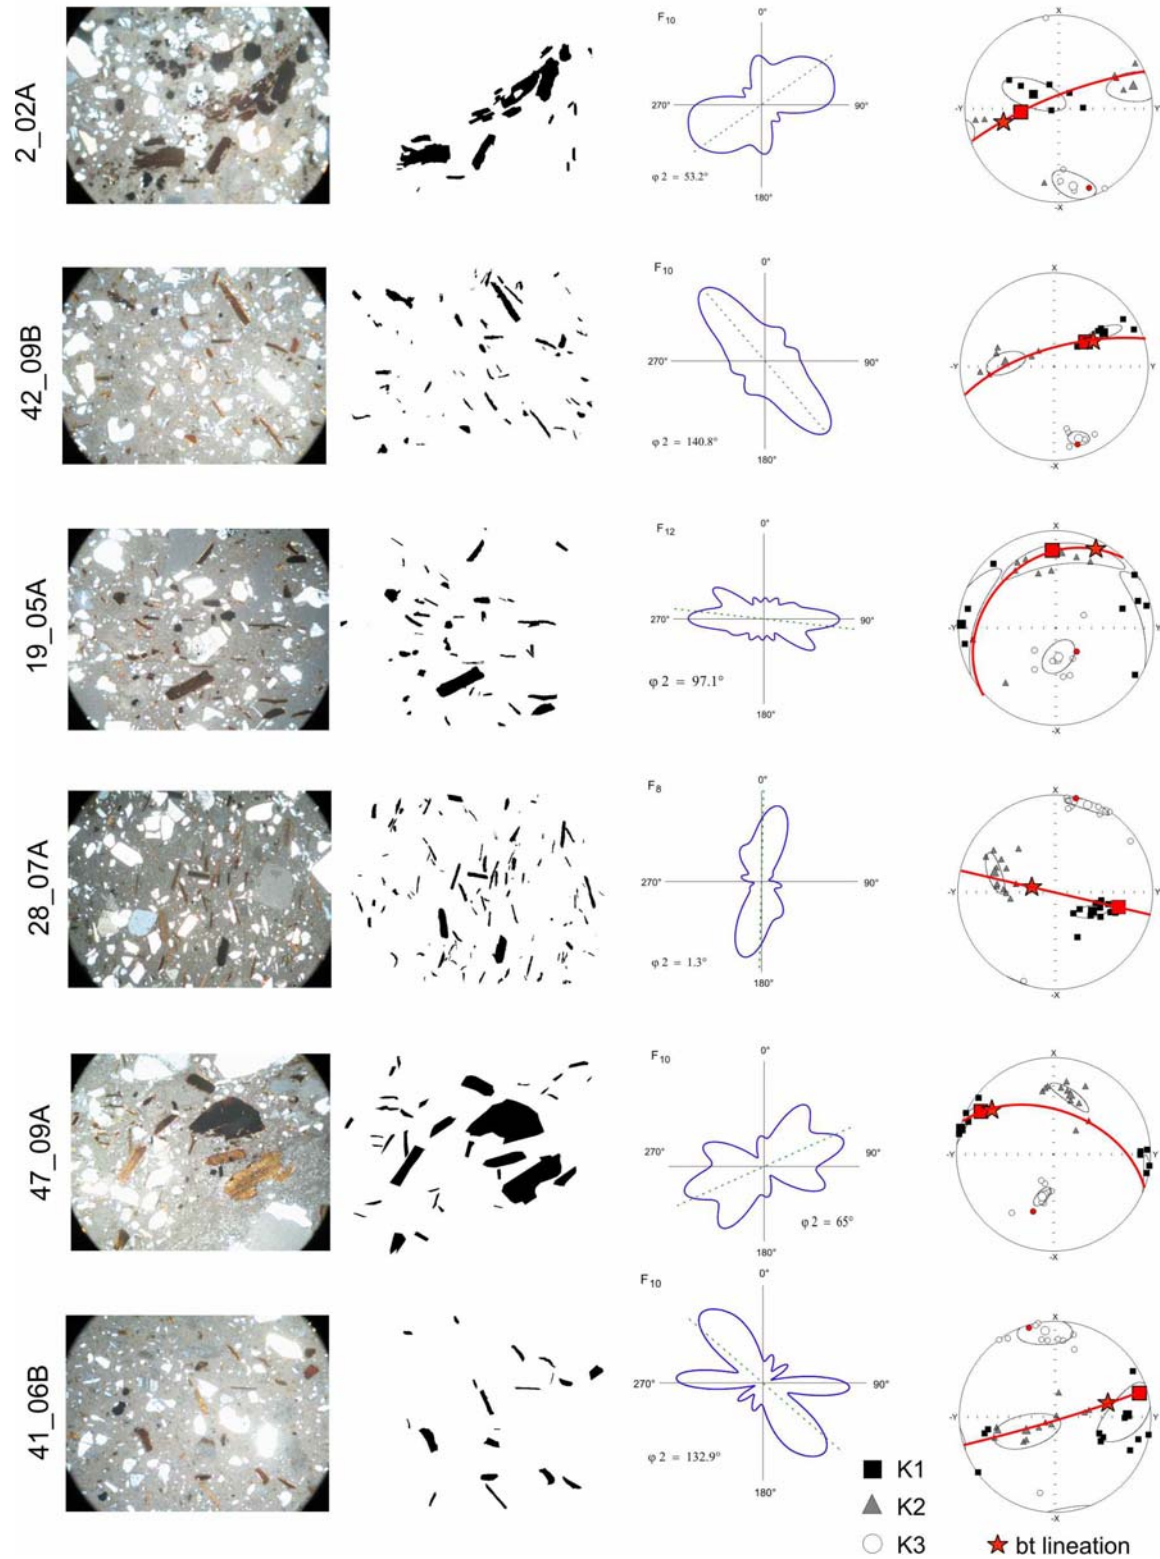 2_02A
F10
0°
270°
90°
φ 2 = 53.2°
180°
X
-Y
Y
-X
42_09B
F10
0°
270°
90°
φ 2 = 140.8°
180°
X
-Y
Y
-X
19_05A
F12
0°
270°
90°
φ 2 = 97.1°
180°
X
-Y
Y
-X
28_07A
F8
0°
270°
90°
φ 2 = 1.3°
180°
X
-Y
Y
-X
47_09A
F10
0°
270°
90°
φ 2 = 65°
180°
X
-Y
Y
-X
41_06B
F10
0°
270°
90°
φ 2 = 132.9°
180°
X
-Y
Y
-X
K1
K2
K3
bt lineation